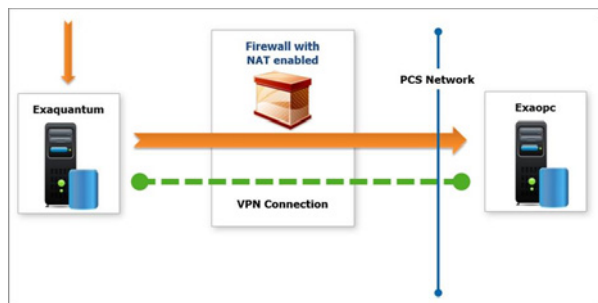 Firewall with
NAT enabled
PCS Network
Exaquantum
Exaopc
VPN Connection